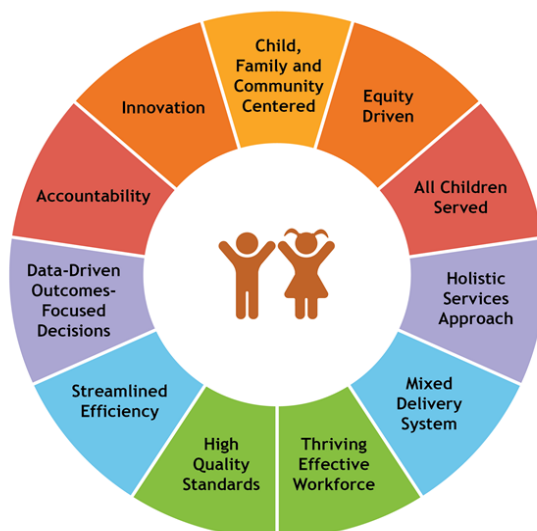 Child,
Family and
Community
Centered
Equity
Driven
All Children
Served
Holistic
Services
Approach
Mixed
Delivery
System
Thriving
Effective
Workforce
High
Quality
Standards
Streamlined
Efficiency
Data-Driven
Outcomes-
Focused
Decisions
Accountability
Innovation